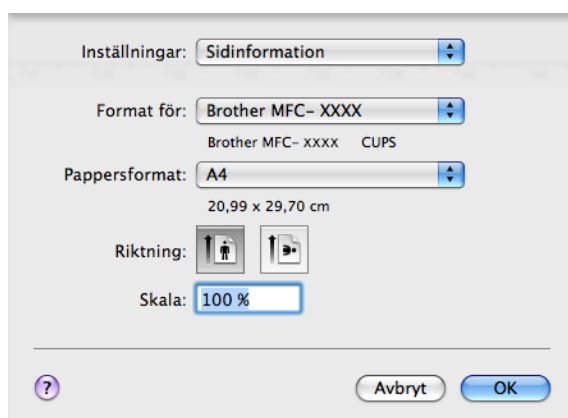 Inställningar: Sidinformation
Format för: Brother MFC– XXXX
Brother MFC– XXXX CUPS
Pappersformat: A4
20,99 x 29,70 cm
Riktning:
Skala: 100 %
? Avbryt OK